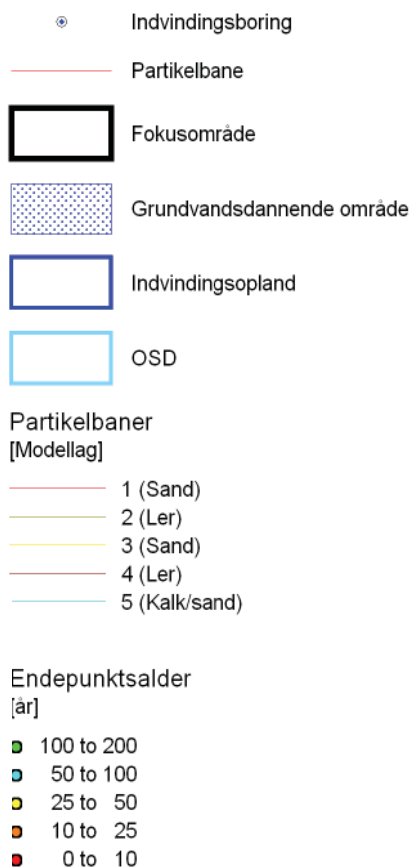 Indvindingsboring
Partikelbane
Fokusområde
Grundvandsdannende område
Indvindingsopland
OSD
Partikelbaner
[Modellag]
1 (Sand)
2 (Ler)
3 (Sand)
4 (Ler)
5 (Kalk/sand)
Endepunktsalder
[år]
100 to 200
50 to 100
25 to 50
10 to 25
0 to 10